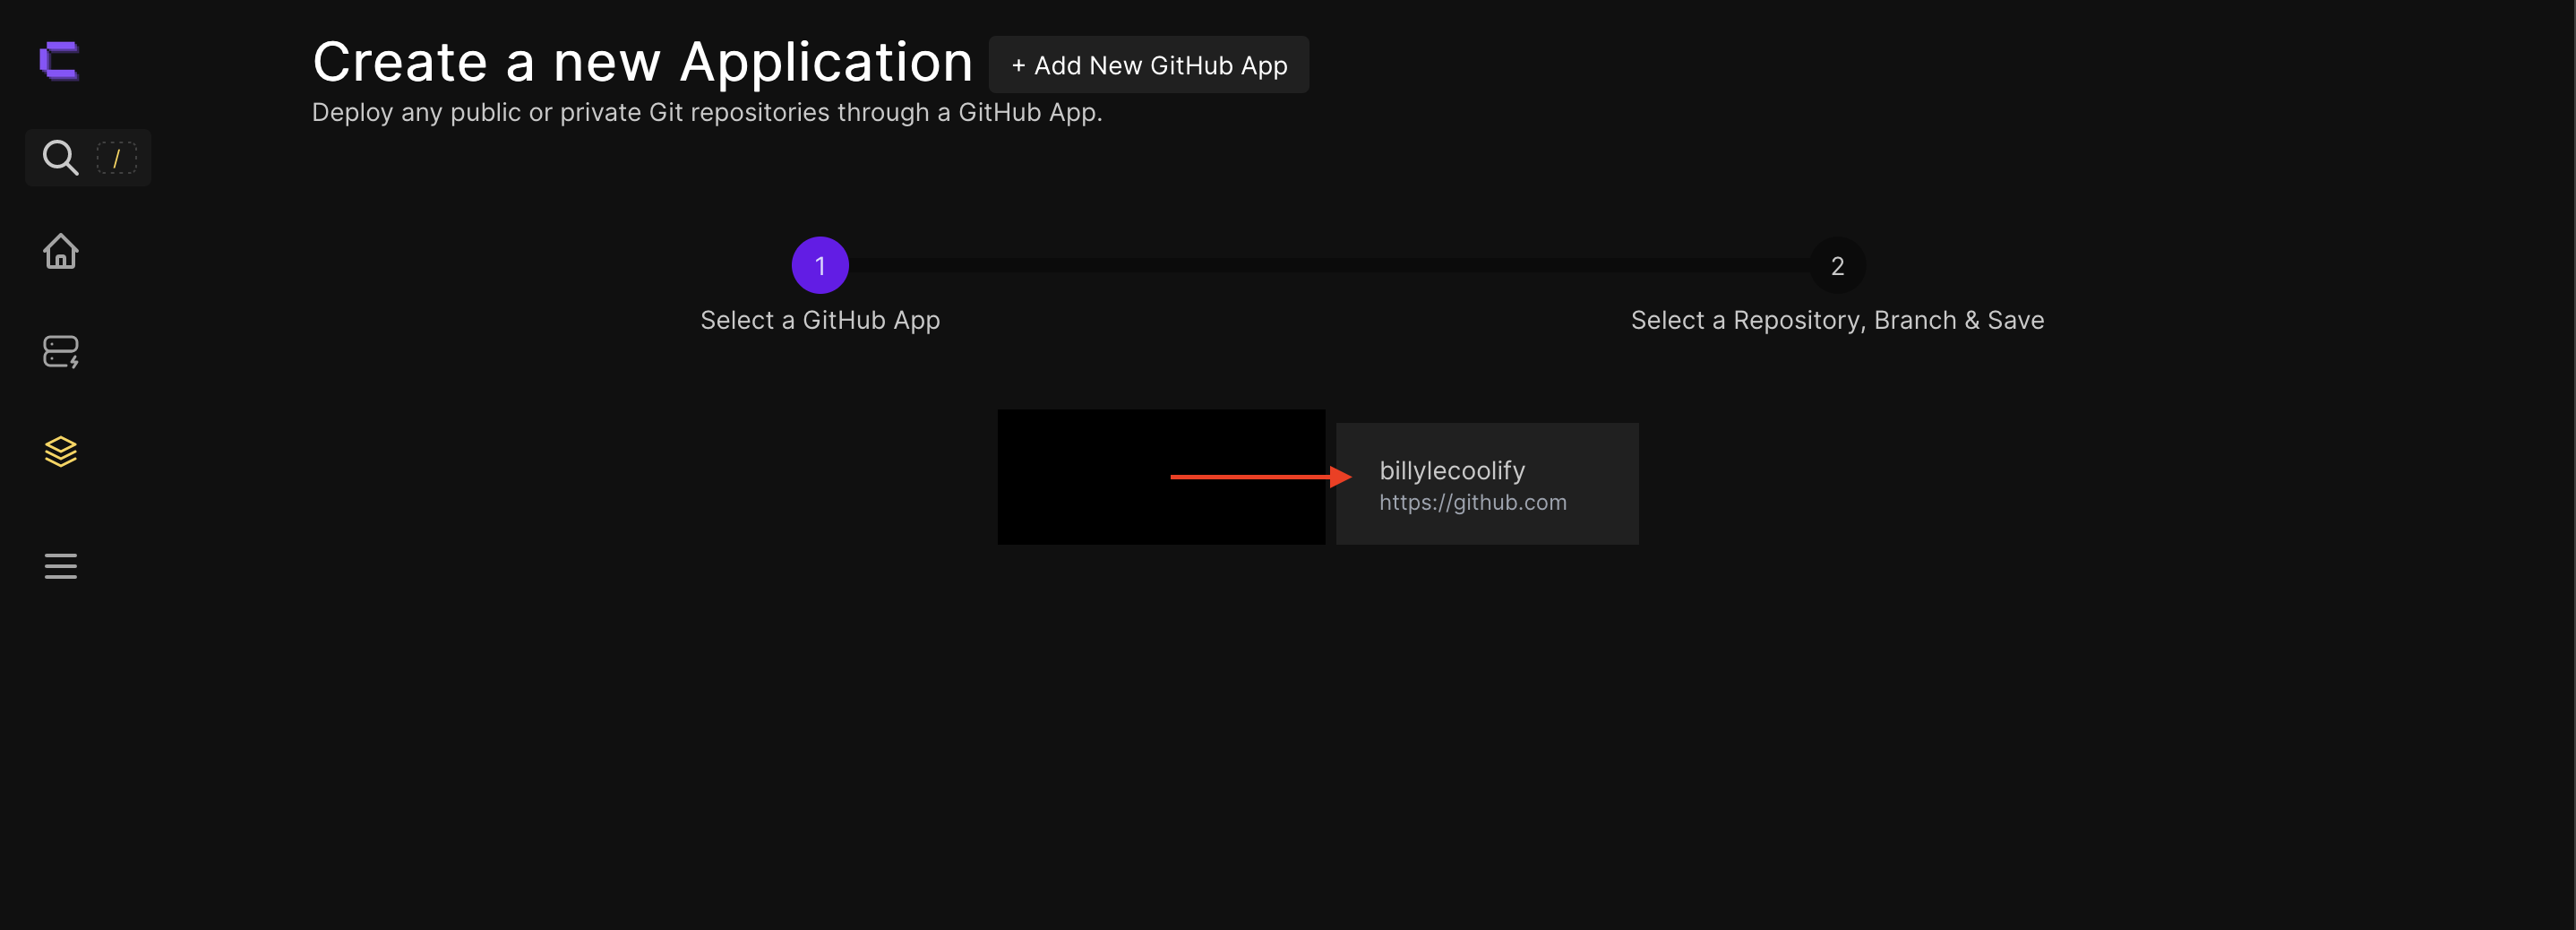 Create a new Application
+ Add New GitHub App
Deploy any public or private Git repositories through a GitHub App.
/
1
2
Select a GitHub App
Select a Repository, Branch & Save
billylecoolify
https://github.com